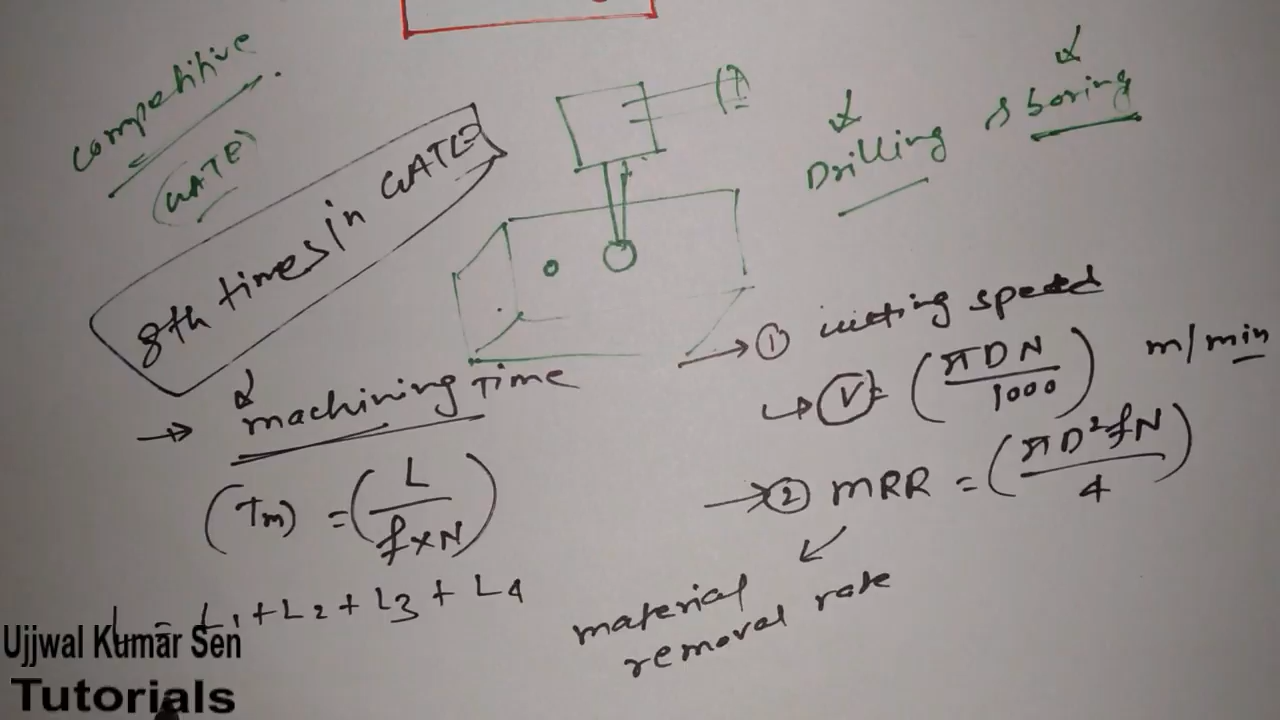 competitive
(GATE)
8th times in GATE
(?)
Drilling & boring
→ machining Time
(Tm) = (L / f×N)
L = L1 + L2 + L3 + L4
→ ① cutting speed
↳ V = (πDN / 1000) m/min
→ ② MRR = (πD²fN / 4)
material
removal rate
Ujjwal Kumar Sen
Tutorials